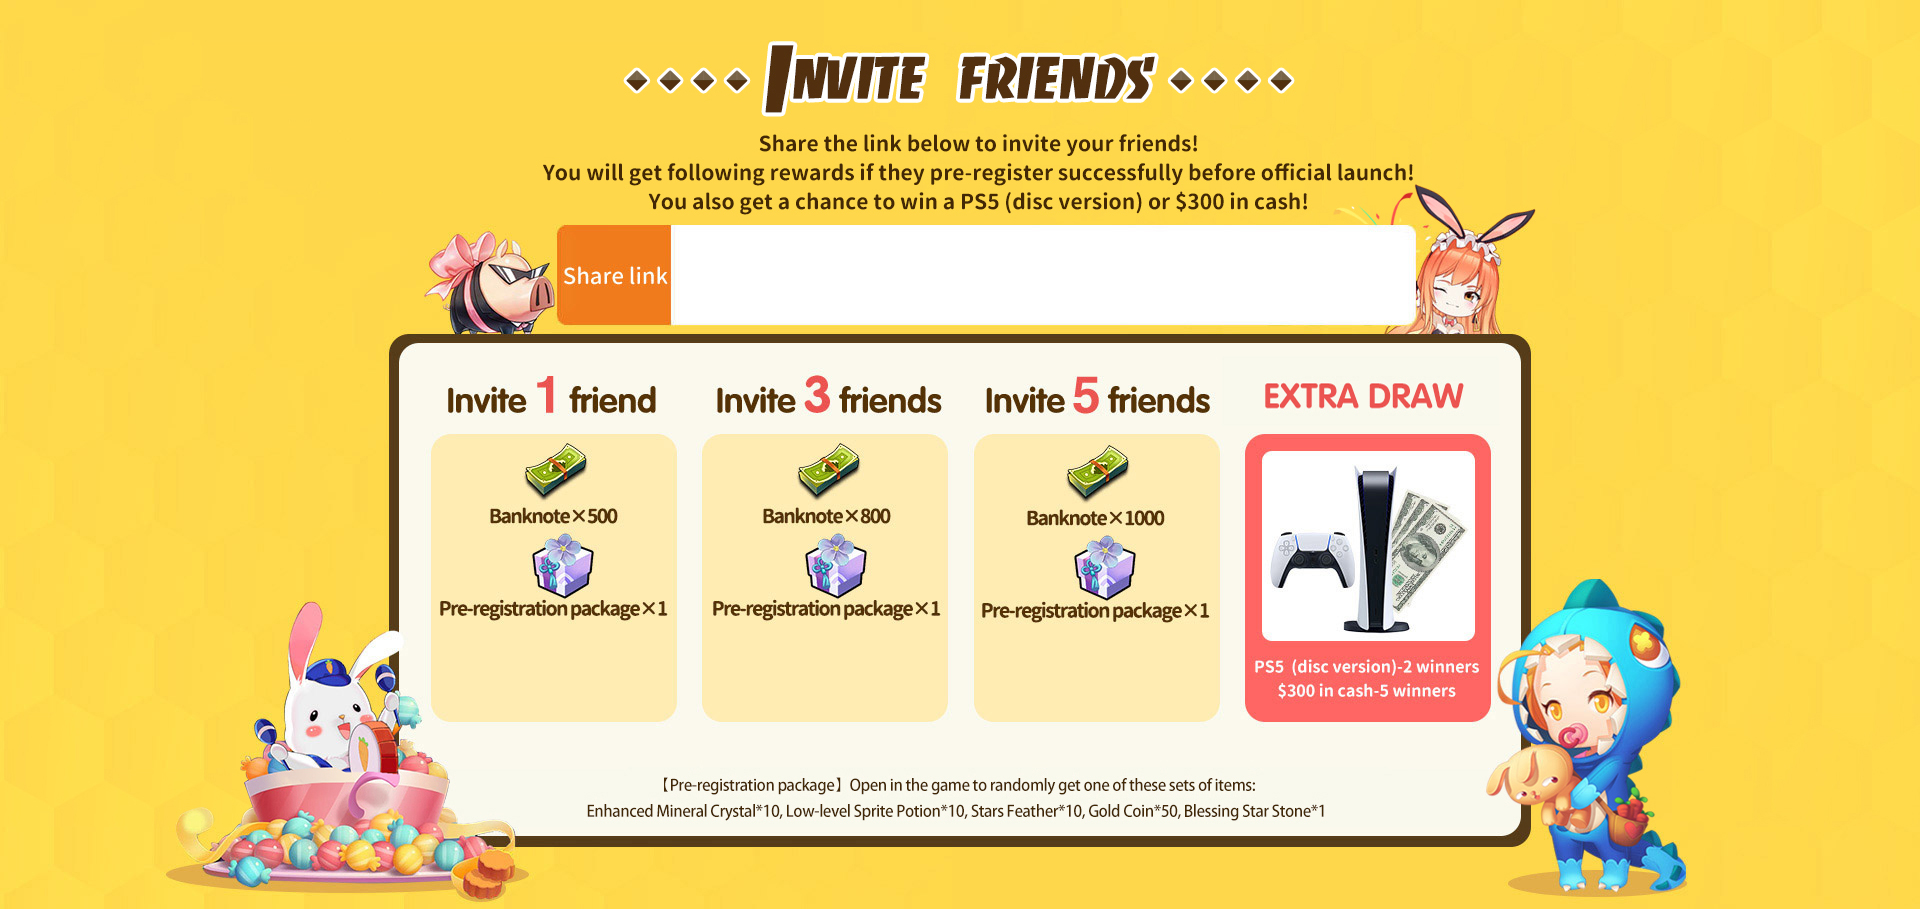 INVITE FRIENDS
Share the link below to invite your friends!
You will get following rewards if they pre-register successfully before official launch!
You also get a chance to win a PS5 (disc version) or $300 in cash!
Share link
Invite 1 friend
Banknote×500
Pre-registration package×1
Invite 3 friends
Banknote×800
Pre-registration package×1
Invite 5 friends
Banknote×1000
Pre-registration package×1
EXTRA DRAW
PS5 (disc version)-2 winners
$300 in cash-5 winners
【Pre-registration package】Open in the game to randomly get one of these sets of items:
Enhanced Mineral Crystal*10, Low-level Sprite Potion*10, Stars Feather*10, Gold Coin*50, Blessing Star Stone*1